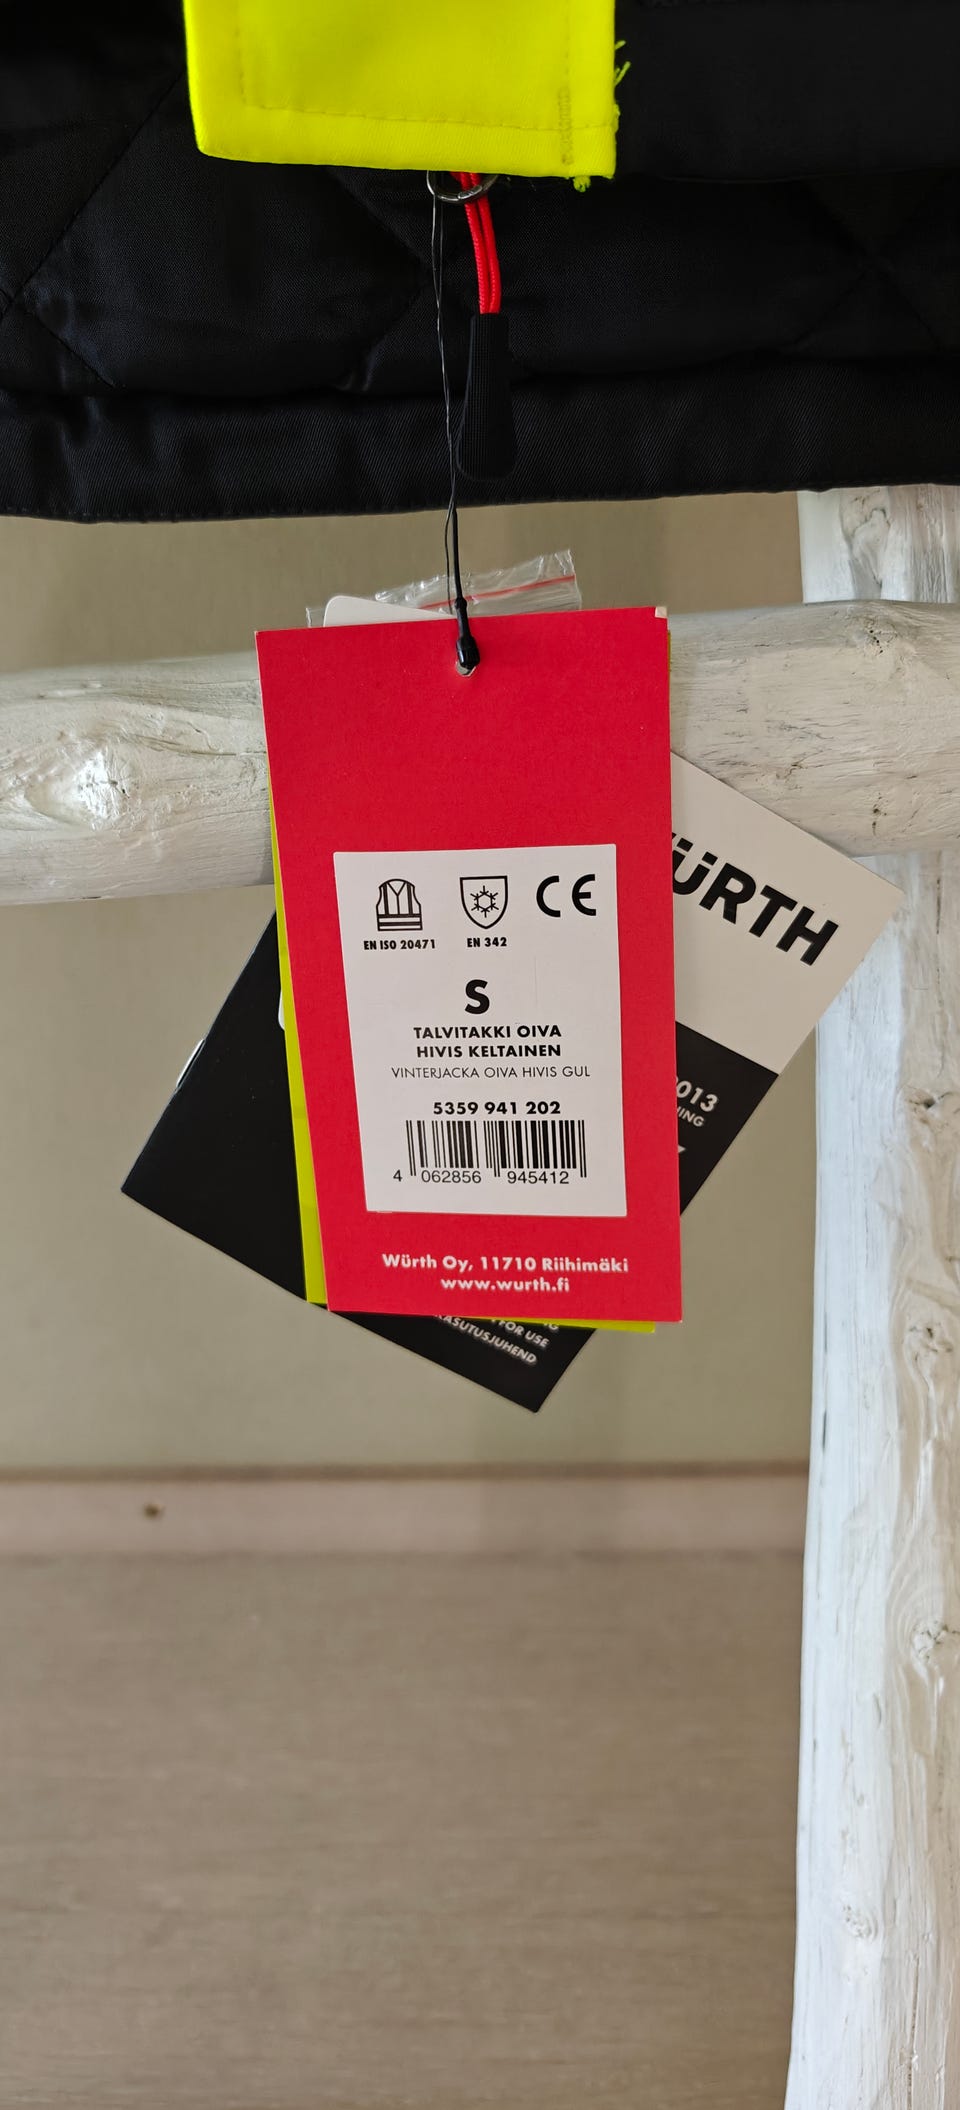 EN ISO 20471
EN 342
CE
S
TALVITAKKI OIVA
HIVIS KELTAINEN
VINTERJACKA OIVA HIVIS GUL
5359 941 202
4 062856 945412
Würth Oy, 11710 Riihimäki
www.wurth.fi
ÜRTH
013
FOR USE